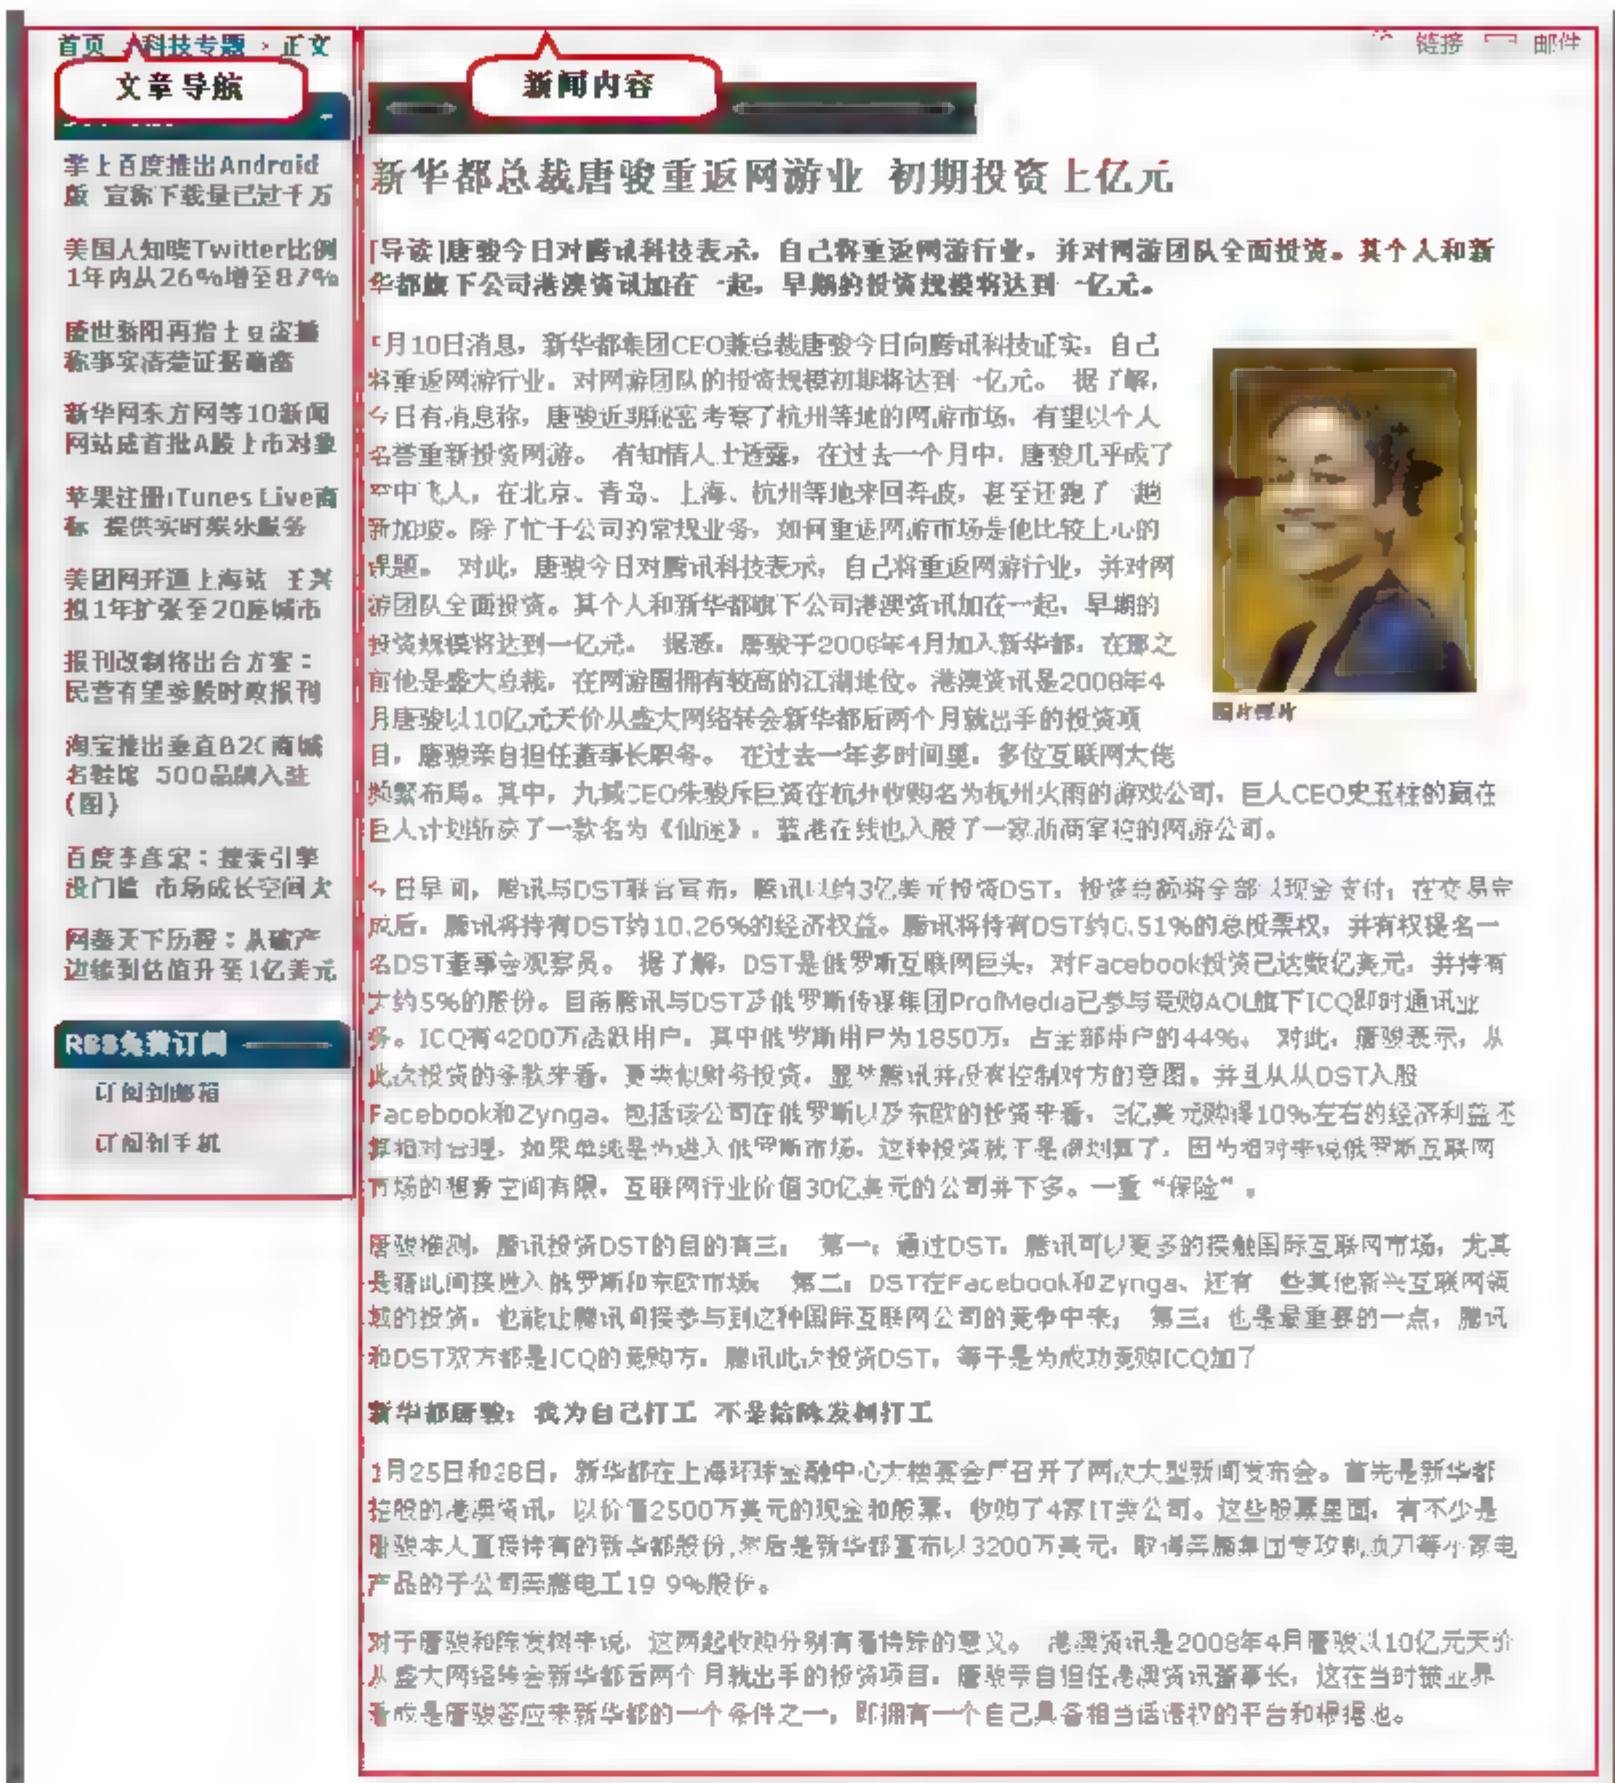 首页 科技专题 > 正文
链接 邮件
文章导航
新闻内容
掌上百度推出Android
版 宣称下载量已过千万
美国人知晓Twitter比例
1年内从26%增至87%
盛世骄阳再指土豆盗播
称事实清楚证据确凿
新华网东方网等10新闻
网站成首批A股上市对象
苹果注册iTunes Live商
标 提供实时娱乐服务
美团网开通上海站 王兴
拟1年扩张至20座城市
报刊改制将出台方案：
民营有望参股时政报刊
淘宝推出垂直B2C商城
名鞋馆 500品牌入驻
(图)
百度李彦宏：搜索引擎
没门槛 市场成长空间大
网秦天下历程：从破产
边缘到估值升至1亿美元
RSS免费订阅
订阅到邮箱
订阅到手机
新华都总裁唐骏重返网游业 初期投资上亿元
[导读]唐骏今日对腾讯科技表示，自己将重返网游行业，并对网游团队全面投资。其个人和新
华都旗下公司港澳资讯加在一起，早期的投资规模将达到一亿元。
月10日消息，新华都集团CEO兼总裁唐骏今日向腾讯科技证实，自己
将重返网游行业，对网游团队的投资规模初期将达到一亿元。 据了解，
今日有消息称，唐骏近期秘密考察了杭州等地的网游市场，有望以个人
名誉重新投资网游。 有知情人士透露，在过去一个月中，唐骏几乎成了
空中飞人，在北京、青岛、上海、杭州等地来回奔波，甚至还跑了一趟
新加坡。除了忙于公司的常规业务，如何重返网游市场是他比较上心的
课题。 对此，唐骏今日对腾讯科技表示，自己将重返网游行业，并对网
游团队全面投资。其个人和新华都旗下公司港澳资讯加在一起，早期的
投资规模将达到一亿元。 据悉，唐骏于2008年4月加入新华都，在那之
前他是盛大总裁，在网游圈拥有较高的江湖地位。港澳资讯是2008年4
月唐骏以10亿元天价从盛大网络转会新华都后两个月就出手的投资项
目，唐骏亲自担任董事长职务。 在过去一年多时间里，多位互联网大佬
频繁布局。其中，九城CEO朱骏斥巨资在杭州收购名为杭州火雨的游戏公司，巨人CEO史玉柱的赢在
巨人计划斩获了一款名为《仙途》，蓝港在线也入股了一家浙商掌控的网游公司。
图片照片
今日早间，腾讯与DST联合宣布，腾讯以约3亿美元投资DST，投资总额将全部以现金支付；在交易完
成后，腾讯将持有DST约10.26%的经济权益。腾讯将持有DST约0.51%的总投票权，并有权提名一
名DST董事会观察员。 据了解，DST是俄罗斯互联网巨头，对Facebook投资已达数亿美元，并持有
大约5%的股份。目前腾讯与DST及俄罗斯传媒集团ProfMedia已参与竞购AOL旗下ICQ即时通讯业
务。ICQ有4200万活跃用户，其中俄罗斯用户为1850万，占全部用户的44%。 对此，唐骏表示，从
此次投资的条款来看，更类似财务投资，显然腾讯并没有控制对方的意图。并且从从DST入股
Facebook和Zynga、包括该公司在俄罗斯以及东欧的投资来看，3亿美元购得10%左右的经济利益还
算相对合理，如果单纯是为进入俄罗斯市场，这种投资就不是很划算了，因为相对来说俄罗斯互联网
市场的想象空间有限，互联网行业价值30亿美元的公司并不多。一重“保险”。
唐骏推测，腾讯投资DST的目的有三： 第一：通过DST，腾讯可以更多的接触国际互联网市场，尤其
是藉此间接进入俄罗斯和东欧市场； 第二：DST在Facebook和Zynga、还有一些其他新兴互联网领
域的投资，也能让腾讯间接参与到这种国际互联网公司的竞争中来； 第三：也是最重要的一点，腾讯
和DST双方都是ICQ的竞购方，腾讯此次投资DST，等于是为成功竞购ICQ加了
新华都唐骏：我为自己打工 不是给陈发树打工
1月25日和28日，新华都在上海环球金融中心大楼宴会厅召开了两次大型新闻发布会。首先是新华都
控股的港澳资讯，以价值2500万美元的现金和股票，收购了4家IT类公司。这些股票里面，有不少是
唐骏本人直接持有的新华都股份,然后是新华都宣布以3200万美元，取得奔腾集团专攻剃须刀等小家电
产品的子公司奔腾电工19.9%股份。
对于唐骏和陈发树来说，这两起收购分别有着特殊的意义。 港澳资讯是2008年4月唐骏以10亿元天价
从盛大网络转会新华都后两个月就出手的投资项目，唐骏亲自担任港澳资讯董事长，这在当时被业界
看成是唐骏答应来新华都的一个条件之一，即拥有一个自己具备相当话语权的平台和根据地。